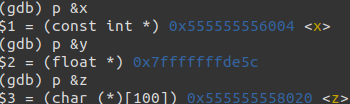 (gdb) p &x
$1 = (const int *) 0x555555556004 <x>
(gdb) p &y
$2 = (float *) 0x7fffffffde5c
(gdb) p &z
$3 = (char (*)[100]) 0x555555558020 <z>